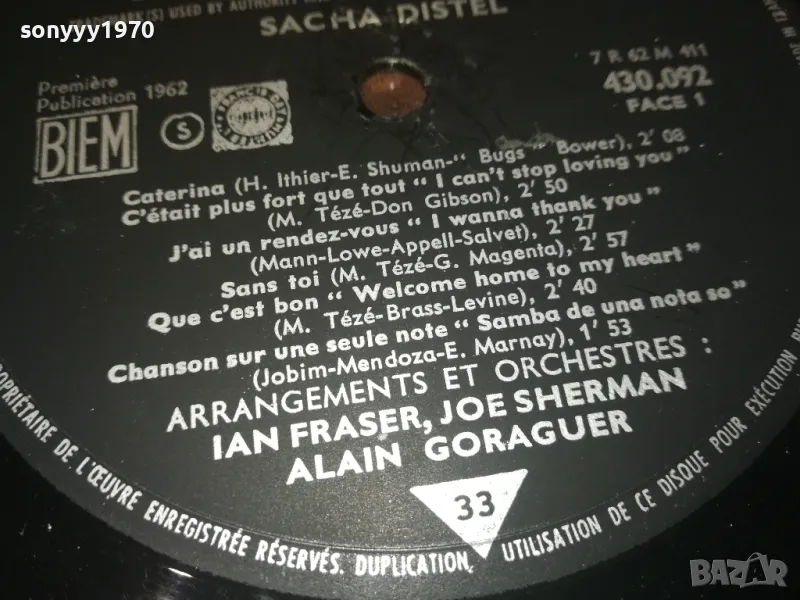 sonyyy1970
TRADEMARK(S) USED BY AUTHORITY
SACHA DISTEL
Première
Publication 1962
BIEM
S
7 R 62 M 411
430.092
FACE 1
Caterina (H. Ithier-E. Shuman-" Bugs " Bower), 2' 08
C'était plus fort que tout " I can't stop loving you "
(M. Tézé-Don Gibson), 2' 50
J'ai un rendez-vous " I wanna thank you "
(Mann-Lowe-Appell-Salvet), 2' 27
Sans toi (M. Tézé-G. Magenta), 2' 57
Que c'est bon " Welcome home to my heart "
(M. Tézé-Brass-Levine), 2' 40
Chanson sur une seule note " Samba de una nota so "
(Jobim-Mendoza-E. Marnay), 1' 53
ARRANGEMENTS ET ORCHESTRES :
IAN FRASER, JOE SHERMAN
ALAIN GORAGUER
33
PROPRIÉTAIRE DE L'ŒUVRE ENREGISTRÉE RÉSERVÉS. DUPLICATION, UTILISATION DE CE DISQUE POUR EXÉCUTION
BAZAR